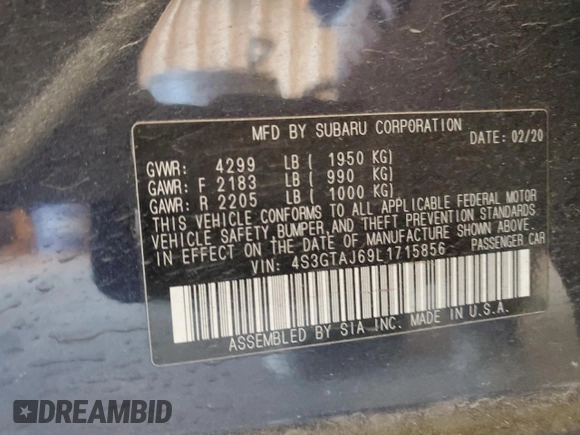 MFD BY SUBARU CORPORATION
DATE: 02/20
GVWR: 4299 LB ( 1950 KG)
GAWR: F 2183 LB ( 990 KG)
GAWR: R 2205 LB ( 1000 KG)
THIS VEHICLE CONFORMS TO ALL APPLICABLE FEDERAL MOTOR
VEHICLE SAFETY, BUMPER, AND THEFT PREVENTION STANDARDS
IN EFFECT ON THE DATE OF MANUFACTURE SHOWN ABOVE.
VIN: 4S3GTAJ69L1715856 PASSENGER CAR
ASSEMBLED BY SIA INC. MADE IN U.S.A.
DREAMBID